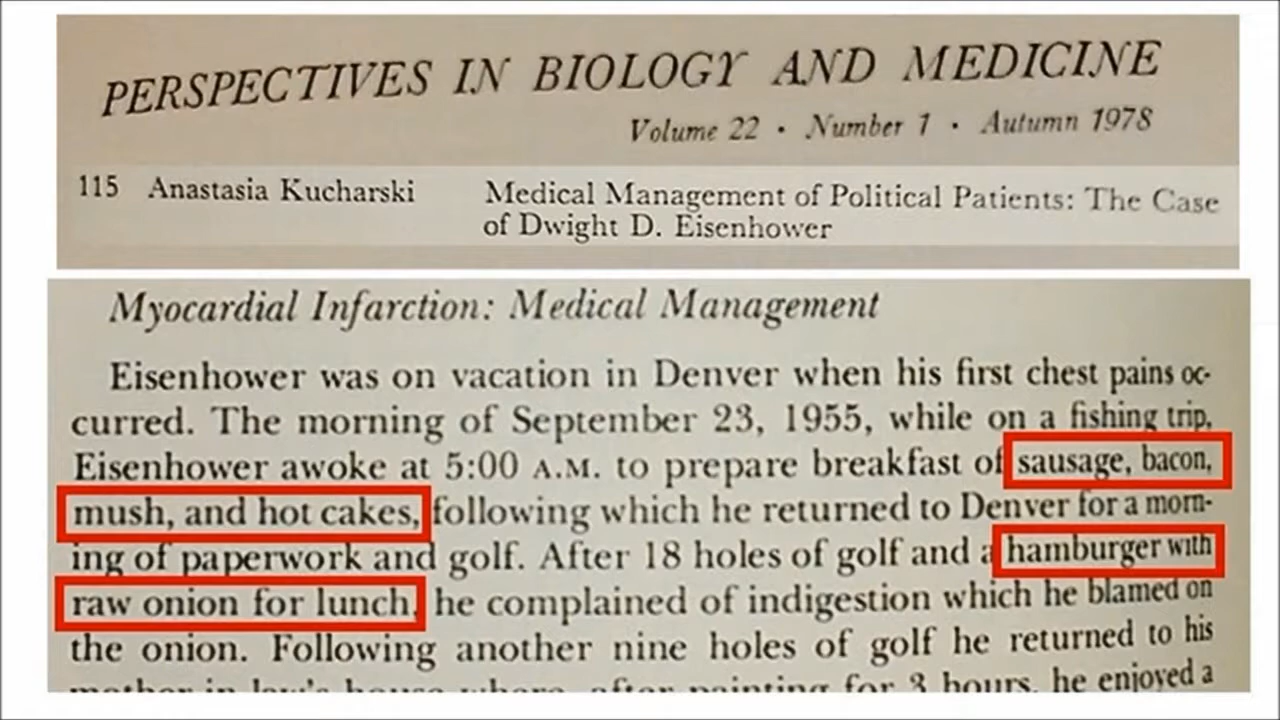 PERSPECTIVES IN BIOLOGY AND MEDICINE
Volume 22 · Number 1 · Autumn 1978
115 Anastasia Kucharski Medical Management of Political Patients: The Case
of Dwight D. Eisenhower
Myocardial Infarction: Medical Management
Eisenhower was on vacation in Denver when his first chest pains oc-
curred. The morning of September 23, 1955, while on a fishing trip,
Eisenhower awoke at 5:00 A.M. to prepare breakfast of sausage, bacon,
mush, and hot cakes, following which he returned to Denver for a morn-
ing of paperwork and golf. After 18 holes of golf and a hamburger with
raw onion for lunch, he complained of indigestion which he blamed on
the onion. Following another nine holes of golf he returned to his
mother-in-law's house where, after painting for 3 hours, he enjoyed a